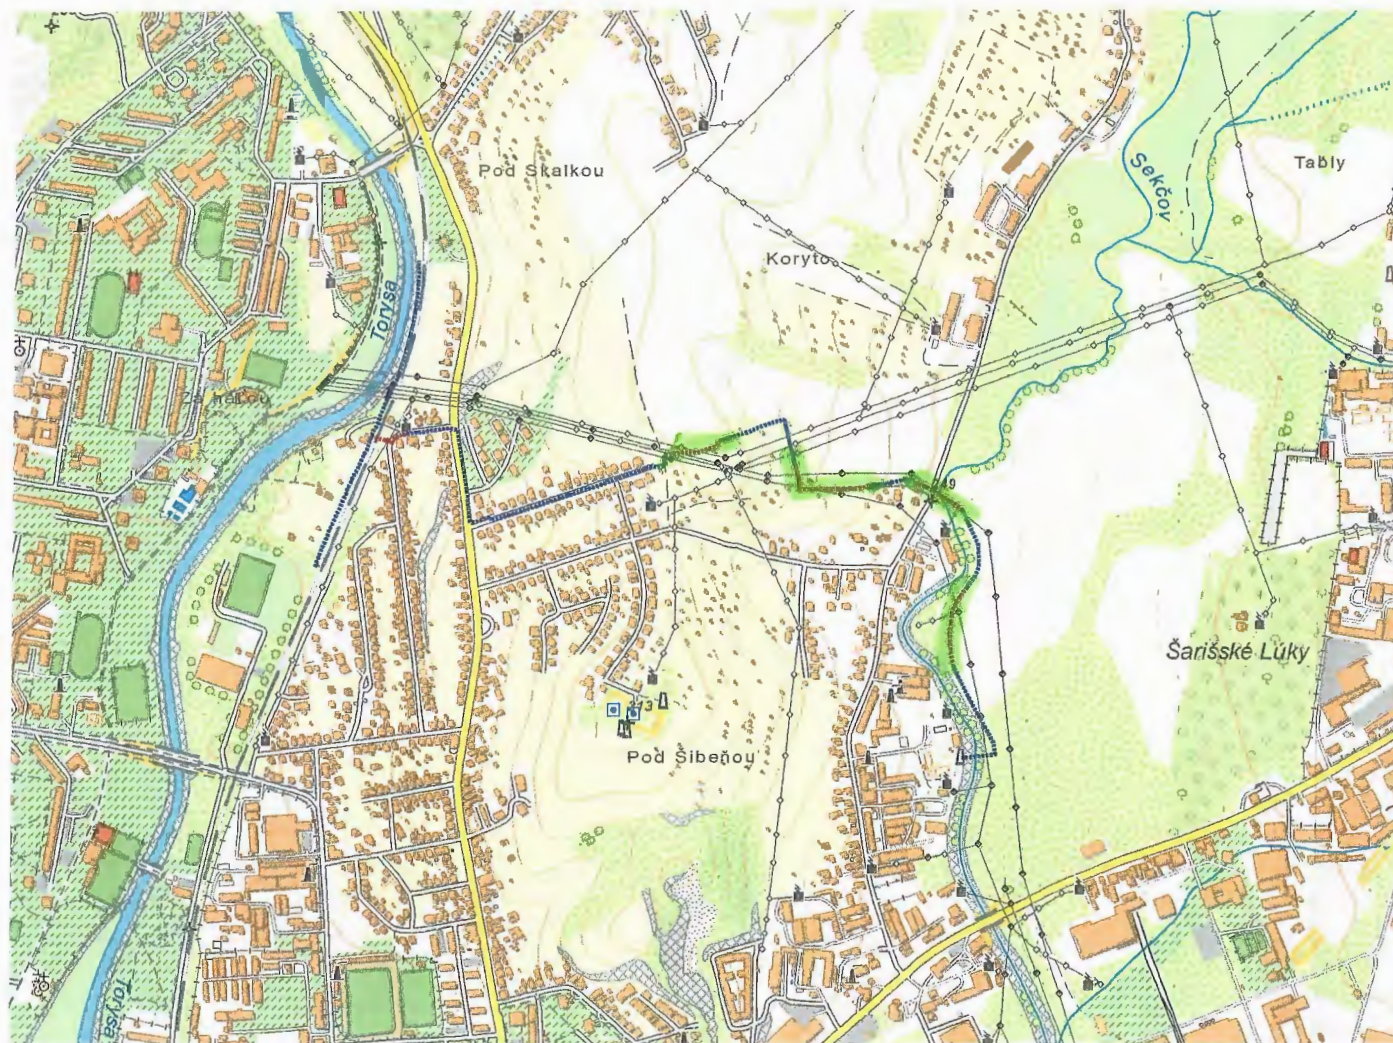 Pod Skalkou
Sekčov
Tably
Koryto
Torysa
Šarišské Lúky
Pod Šibeňou
Torysa